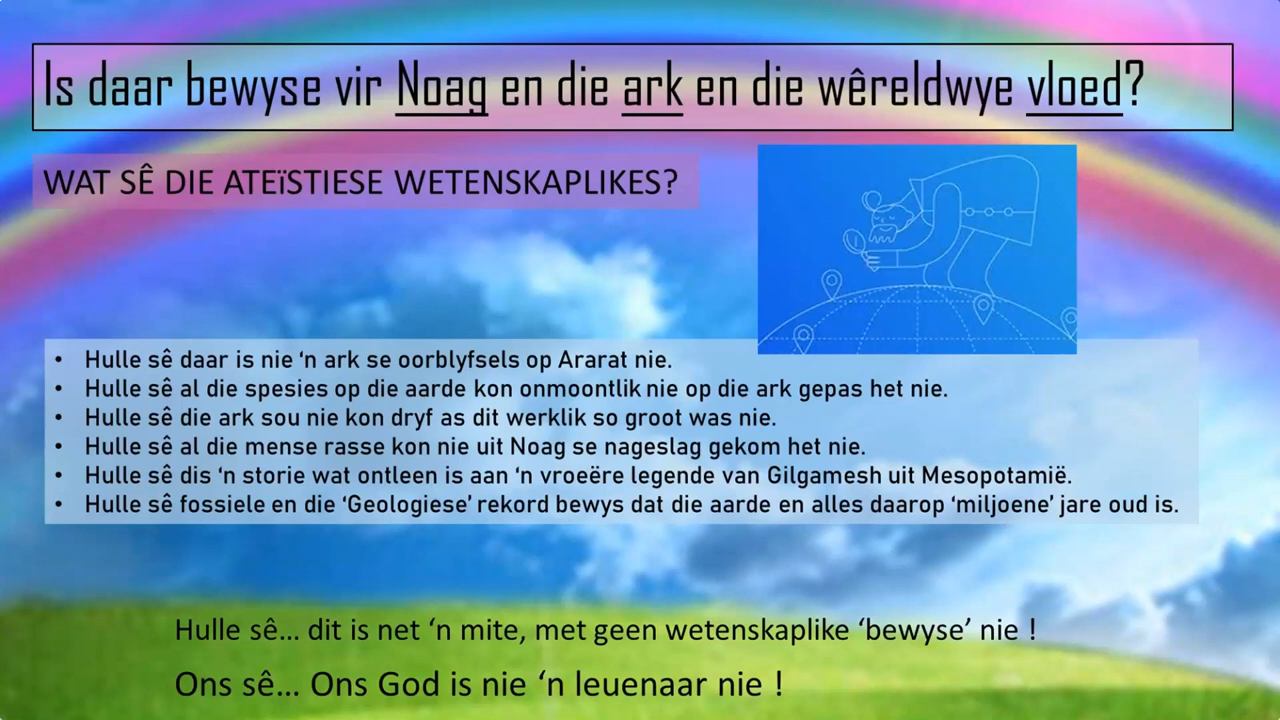 Is daar bewyse vir Noag en die ark en die wêreldwye vloed?
WAT SÊ DIE ATEïSTIESE WETENSKAPLIKES?
• Hulle sê daar is nie ‘n ark se oorblyfsels op Ararat nie.
• Hulle sê al die spesies op die aarde kon onmoontlik nie op die ark gepas het nie.
• Hulle sê die ark sou nie kon dryf as dit werklik so groot was nie.
• Hulle sê al die mense rasse kon nie uit Noag se nageslag gekom het nie.
• Hulle sê dis ‘n storie wat ontleen is aan ‘n vroeëre legende van Gilgamesh uit Mesopotamië.
• Hulle sê fossiele en die ‘Geologiese’ rekord bewys dat die aarde en alles daarop ‘miljoene’ jare oud is.
Hulle sê… dit is net ‘n mite, met geen wetenskaplike ‘bewyse’ nie !
Ons sê… Ons God is nie ‘n leuenaar nie !